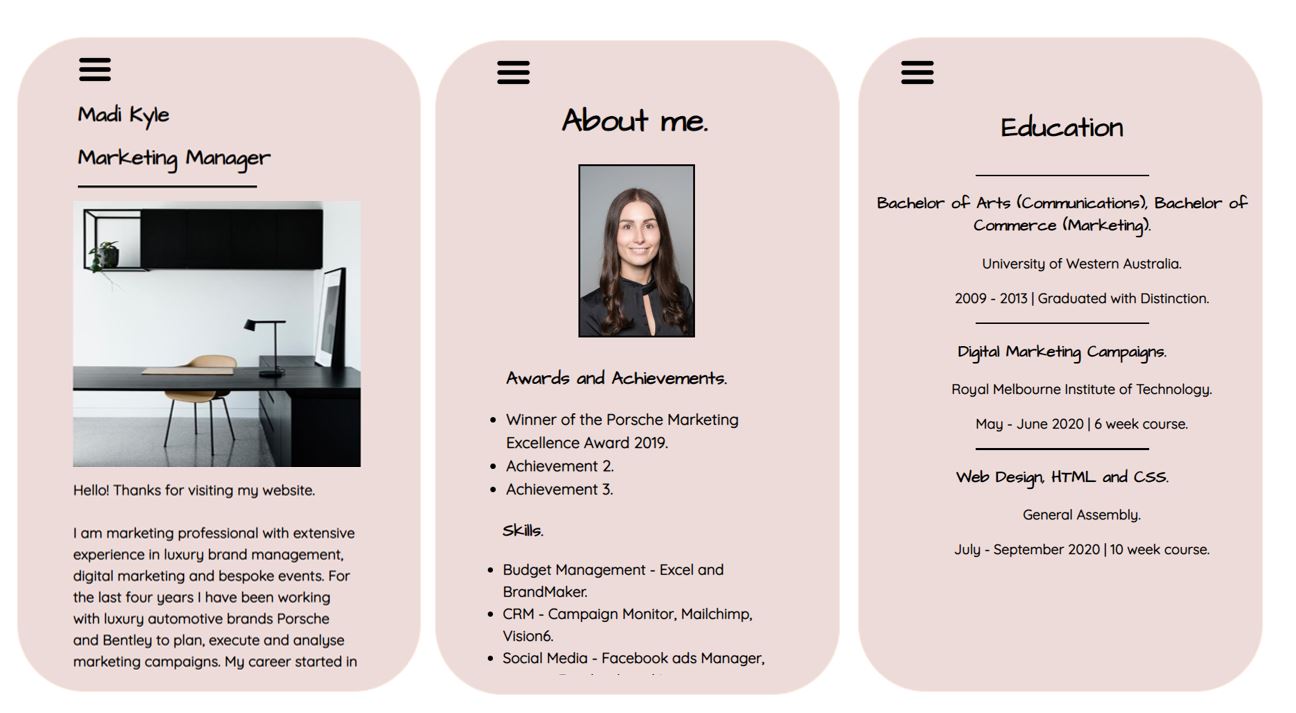 Madi Kyle
Marketing Manager
Hello! Thanks for visiting my website.
I am marketing professional with extensive
experience in luxury brand management,
digital marketing and bespoke events. For
the last four years I have been working
with luxury automotive brands Porsche
and Bentley to plan, execute and analyse
marketing campaigns. My career started in
About me.
Awards and Achievements.
Winner of the Porsche Marketing
Excellence Award 2019.
Achievement 2.
Achievement 3.
Skills.
Budget Management - Excel and
BrandMaker.
CRM - Campaign Monitor, Mailchimp,
Vision6.
Social Media - Facebook ads Manager,
Education
Bachelor of Arts (Communications), Bachelor of
Commerce (Marketing).
University of Western Australia.
2009 - 2013 | Graduated with Distinction.
Digital Marketing Campaigns.
Royal Melbourne Institute of Technology.
May - June 2020 | 6 week course.
Web Design, HTML and CSS.
General Assembly.
July - September 2020 | 10 week course.